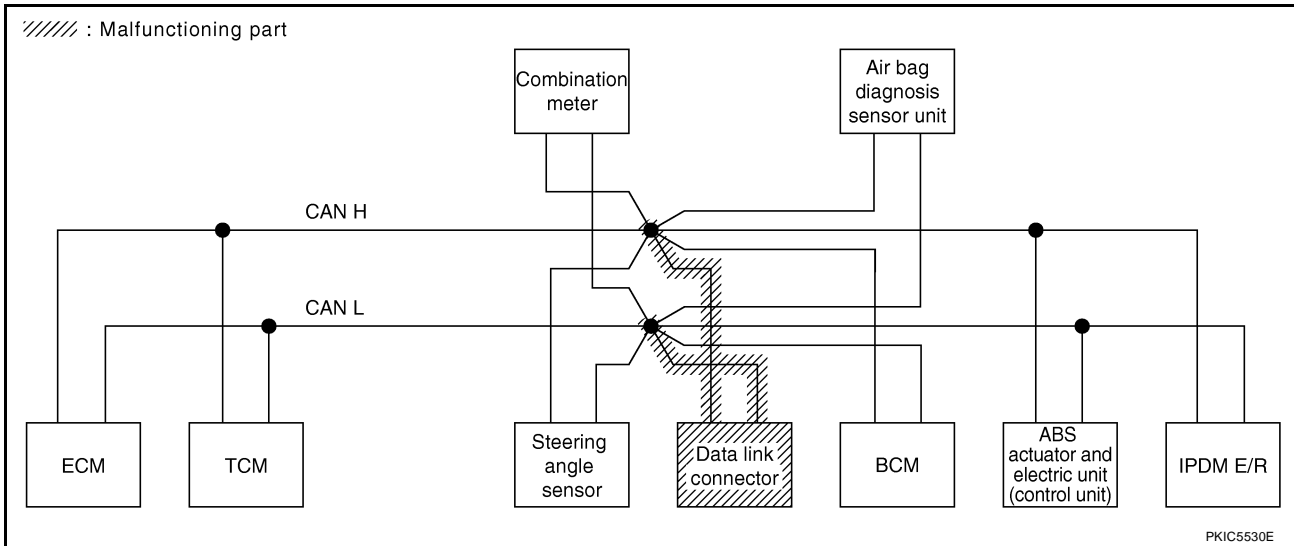 : Malfunctioning part
Combination
meter
Air bag
diagnosis
sensor unit
CAN H
CAN L
ECM
TCM
Steering
angle
sensor
Data link
connector
BCM
ABS
actuator and
electric unit
(control unit)
IPDM E/R
PKIC5530E